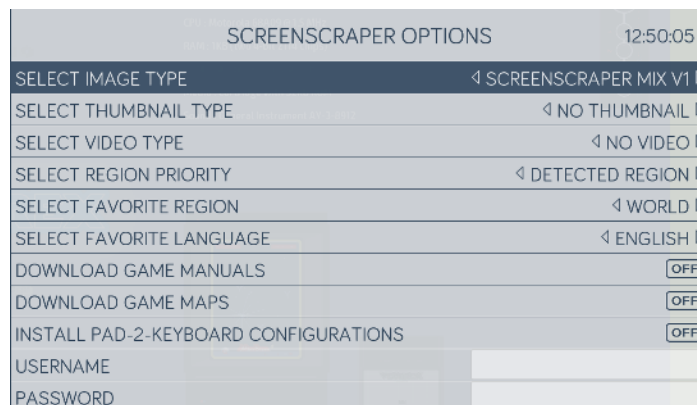 SCREENSCRAPER OPTIONS 12:50:05
SELECT IMAGE TYPE SCREENSCRAPER MIX V1
SELECT THUMBNAIL TYPE NO THUMBNAIL
SELECT VIDEO TYPE NO VIDEO
SELECT REGION PRIORITY DETECTED REGION
SELECT FAVORITE REGION WORLD
SELECT FAVORITE LANGUAGE ENGLISH
DOWNLOAD GAME MANUALS OFF
DOWNLOAD GAME MAPS OFF
INSTALL PAD-2-KEYBOARD CONFIGURATIONS OFF
USERNAME
PASSWORD